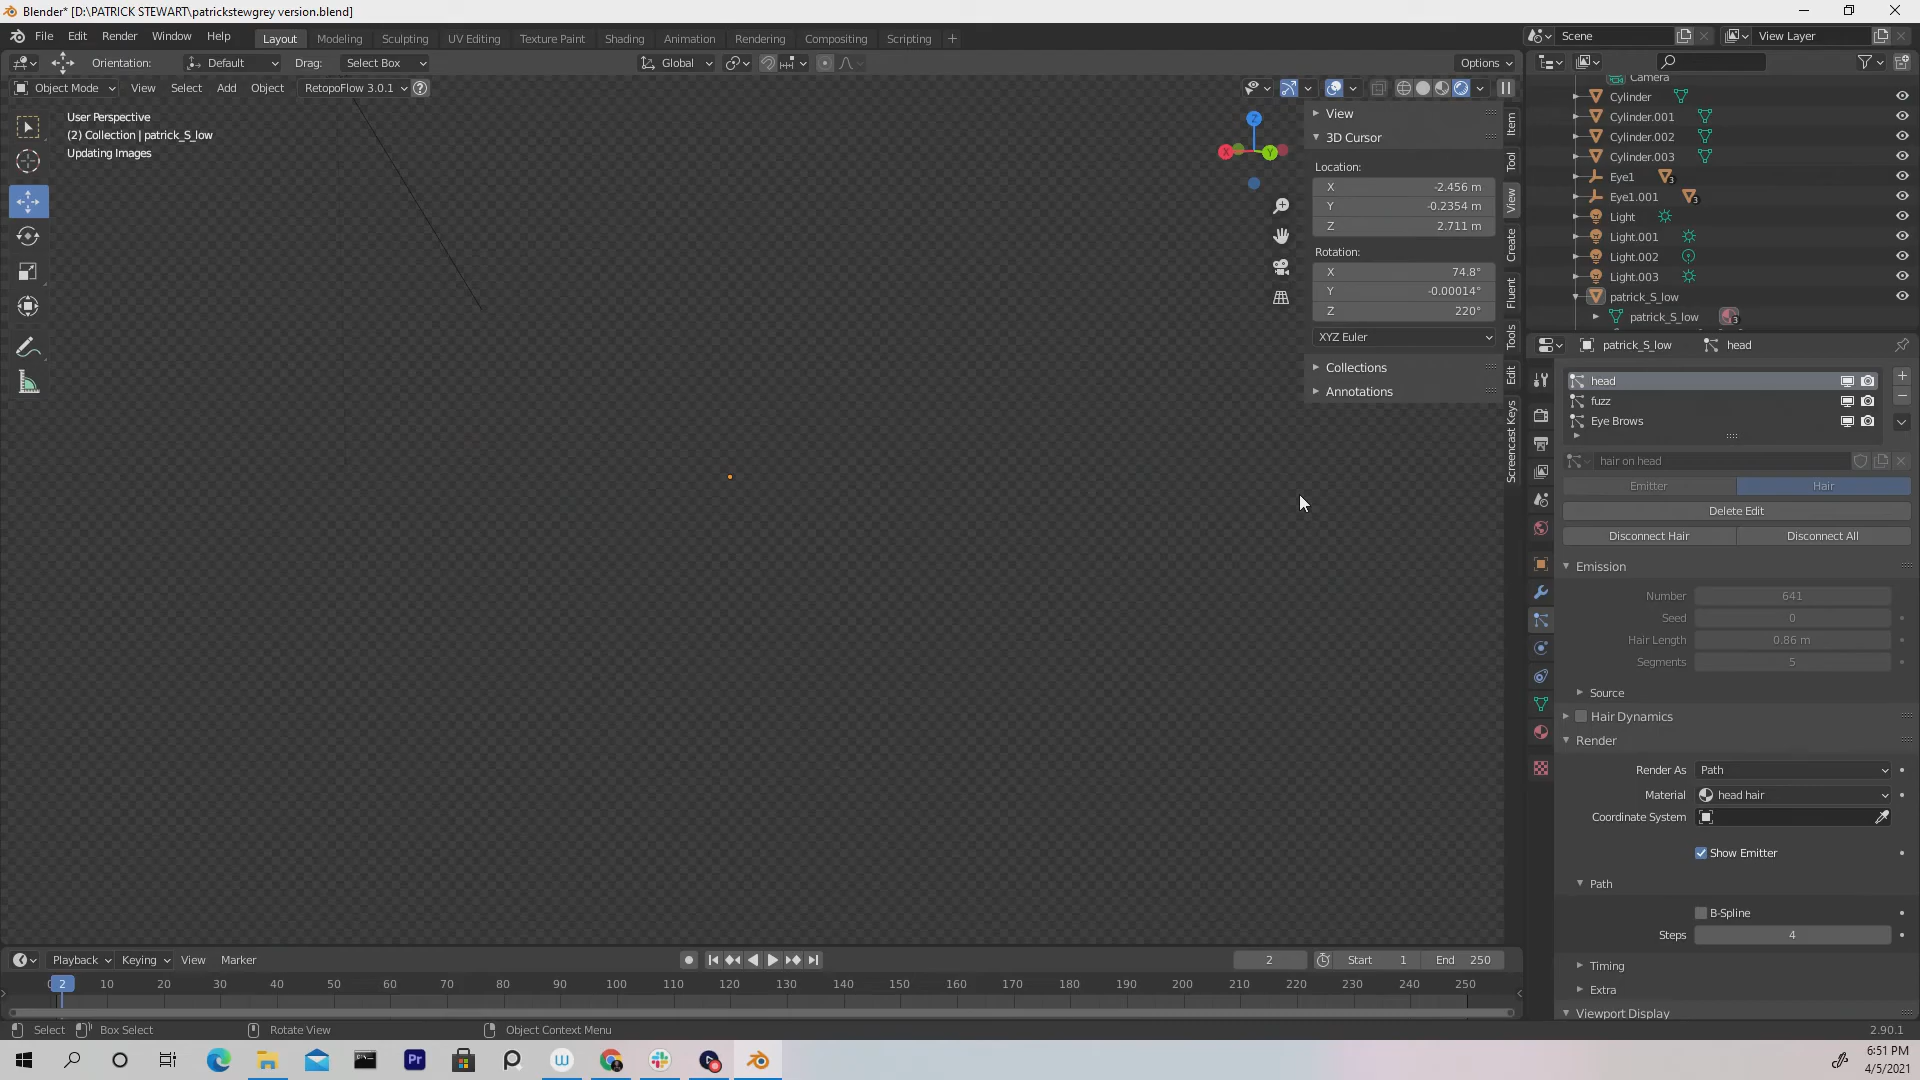 Blender* [D:\PATRICK STEWART\patrickstewgrey version.blend]
File Edit Render Window Help Layout Modeling Sculpting UV Editing Texture Paint Shading Animation Rendering Compositing Scripting + Scene View Layer
Orientation: Default Drag: Select Box Global Options
Object Mode View Select Add Object RetopoFlow 3.0.1
User Perspective
(2) Collection | patrick_S_low
Updating Images
Z
X
Y
View
3D Cursor
Location:
X -2.456 m
Y -0.2354 m
Z 2.711 m
Rotation:
X 74.8°
Y -0.00014°
Z 220°
XYZ Euler
Collections
Annotations
Item
Tool
View
Create
Fluent
Tools
Edit
Screencast Keys
Camera
Cylinder
Cylinder.001
Cylinder.002
Cylinder.003
Eye1 3
Eye1.001 3
Light
Light.001
Light.002
Light.003
patrick_S_low
patrick_S_low 3
patrick_S_low head
head
fuzz
Eye Brows
hair on head
Emitter Hair
Delete Edit
Disconnect Hair Disconnect All
Emission
Number 641
Seed 0
Hair Length 0.86 m
Segments 5
Source
Hair Dynamics
Render
Render As Path
Material head hair
Coordinate System
Show Emitter
Path
B-Spline
Steps 4
Timing
Extra
Viewport Display
Playback Keying View Marker 2 Start 1 End 250
0 2 10 20 30 40 50 60 70 80 90 100 110 120 130 140 150 160 170 180 190 200 210 220 230 240 250
Select Box Select Rotate View Object Context Menu 2.90.1
Pr
6:51 PM
4/5/2021